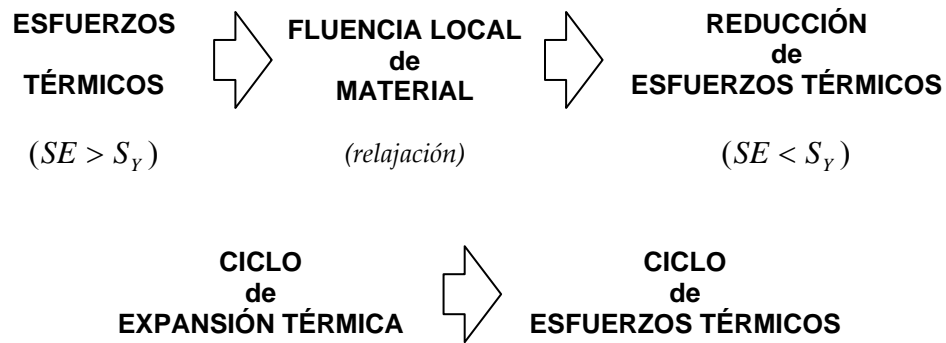 ESFUERZOS
TÉRMICOS
(SE > S_Y)
FLUENCIA LOCAL
de
MATERIAL
(relajación)
REDUCCIÓN
de
ESFUERZOS TÉRMICOS
(SE < S_Y)
CICLO
de
EXPANSIÓN TÉRMICA
CICLO
de
ESFUERZOS TÉRMICOS